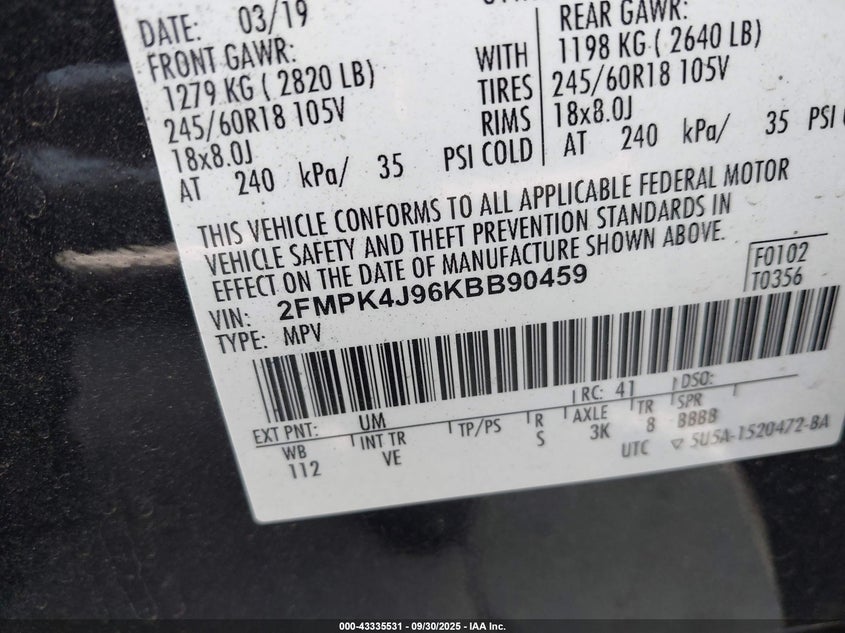 DATE: 03/19
FRONT GAWR:
1279 KG ( 2820 LB)
245/60R18 105V
18x8.0J
AT 240 kPa/ 35 PSI COLD
WITH
TIRES
RIMS
REAR GAWR:
1198 KG ( 2640 LB)
245/60R18 105V
18x8.0J
AT 240 kPa/ 35 PSI
THIS VEHICLE CONFORMS TO ALL APPLICABLE FEDERAL MOTOR
VEHICLE SAFETY AND THEFT PREVENTION STANDARDS IN
EFFECT ON THE DATE OF MANUFACTURE SHOWN ABOVE.
VIN: 2FMPK4J96KBB90459
TYPE: MPV
F0102
T0356
EXT PNT: UM RC: 41 DSO:
WB INT TR TP/PS R AXLE TR SPR
112 VE S 3K 8 BBBB
UTC ▽ 5U5A-1520472-BA
000-43335531 - 09/30/2025 - IAA Inc.